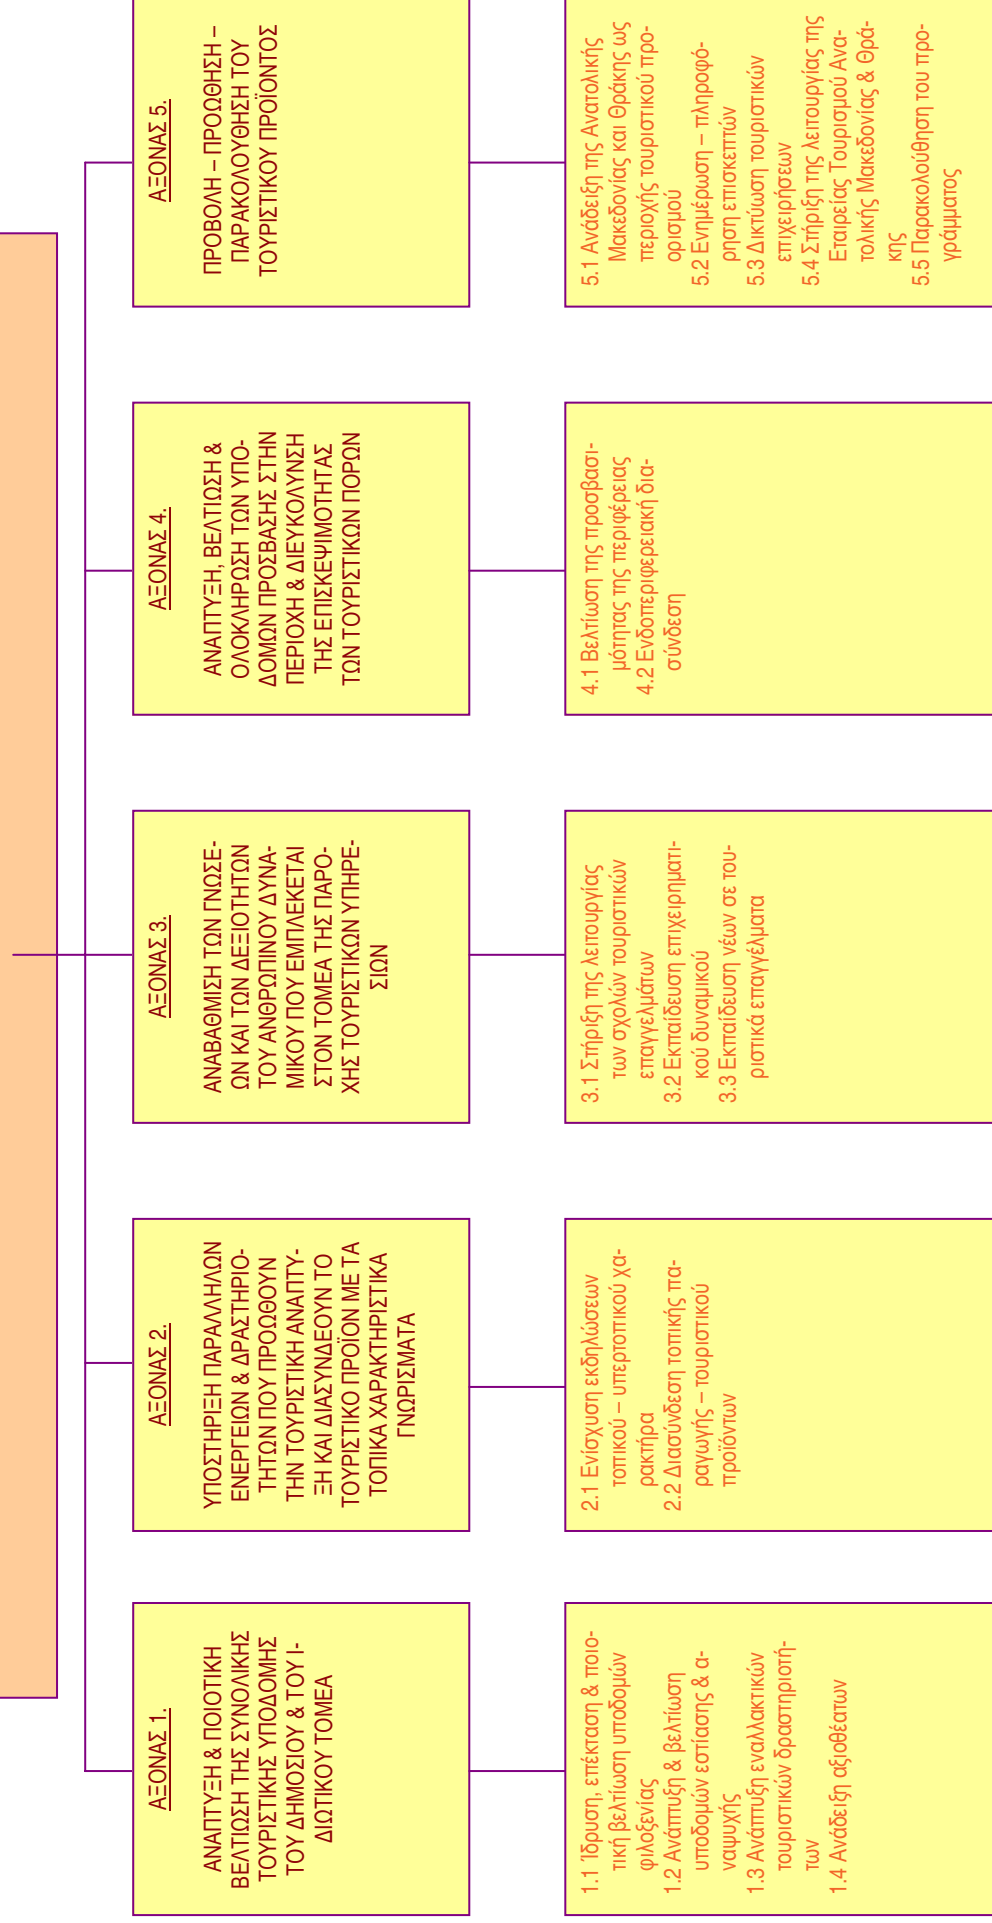 ΑΞΟΝΑΣ 1.
ΑΝΑΠΤΥΞΗ & ΠΟΙΟΤΙΚΗ
ΒΕΛΤΙΩΣΗ ΤΗΣ ΣΥΝΟΛΙΚΗΣ
ΤΟΥΡΙΣΤΙΚΗΣ ΥΠΟΔΟΜΗΣ
ΤΟΥ ΔΗΜΟΣΙΟΥ & ΤΟΥ Ι-
ΔΙΩΤΙΚΟΥ ΤΟΜΕΑ
ΑΞΟΝΑΣ 2.
ΥΠΟΣΤΗΡΙΞΗ ΠΑΡΑΛΛΗΛΩΝ
ΕΝΕΡΓΕΙΩΝ & ΔΡΑΣΤΗΡΙΟ-
ΤΗΤΩΝ ΠΟΥ ΠΡΟΩΘΟΥΝ
ΤΗΝ ΤΟΥΡΙΣΤΙΚΗ ΑΝΑΠΤΥ-
ΞΗ ΚΑΙ ΔΙΑΣΥΝΔΕΟΥΝ ΤΟ
ΤΟΥΡΙΣΤΙΚΟ ΠΡΟΪΟΝ ΜΕ ΤΑ
ΤΟΠΙΚΑ ΧΑΡΑΚΤΗΡΙΣΤΙΚΑ
ΓΝΩΡΙΣΜΑΤΑ
ΑΞΟΝΑΣ 3.
ΑΝΑΒΑΘΜΙΣΗ ΤΩΝ ΓΝΩΣΕ-
ΩΝ ΚΑΙ ΤΩΝ ΔΕΞΙΟΤΗΤΩΝ
ΤΟΥ ΑΝΘΡΩΠΙΝΟΥ ΔΥΝΑ-
ΜΙΚΟΥ ΠΟΥ ΕΜΠΛΕΚΕΤΑΙ
ΣΤΟΝ ΤΟΜΕΑ ΤΗΣ ΠΑΡΟ-
ΧΗΣ ΤΟΥΡΙΣΤΙΚΩΝ ΥΠΗΡΕ-
ΣΙΩΝ
ΑΞΟΝΑΣ 4.
ΑΝΑΠΤΥΞΗ, ΒΕΛΤΙΩΣΗ &
ΟΛΟΚΛΗΡΩΣΗ ΤΩΝ ΥΠΟ-
ΔΟΜΩΝ ΠΡΟΣΒΑΣΗΣ ΣΤΗΝ
ΠΕΡΙΟΧΗ & ΔΙΕΥΚΟΛΥΝΣΗ
ΤΗΣ ΕΠΙΣΚΕΨΙΜΟΤΗΤΑΣ
ΤΩΝ ΤΟΥΡΙΣΤΙΚΩΝ ΠΟΡΩΝ
ΑΞΟΝΑΣ 5.
ΠΡΟΒΟΛΗ – ΠΡΟΩΘΗΣΗ –
ΠΑΡΑΚΟΛΟΥΘΗΣΗ ΤΟΥ
ΤΟΥΡΙΣΤΙΚΟΥ ΠΡΟΪΟΝΤΟΣ
1.1 Ίδρυση, επέκταση & ποιο-
τική βελτίωση υποδομών
φιλοξενίας
1.2 Ανάπτυξη & βελτίωση
υποδομών εστίασης & α-
ναψυχής
1.3 Ανάπτυξη εναλλακτικών
τουριστικών δραστηριοτή-
των
1.4 Ανάδειξη αξιοθέατων
2.1 Ενίσχυση εκδηλώσεων
τοπικού – υπερτοπικού χα-
ρακτήρα
2.2 Διασύνδεση τοπικής πα-
ραγωγής – τουριστικού
προϊόντων
3.1 Στήριξη της λειτουργίας
των σχολών τουριστικών
επαγγελμάτων
3.2 Εκπαίδευση επιχειρηματι-
κού δυναμικού
3.3 Εκπαίδευση νέων σε του-
ριστικά επαγγέλματα
4.1 Βελτίωση της προσβασι-
μότητας της περιφέρειας
4.2 Ενδοπεριφερειακή δια-
σύνδεση
5.1 Ανάδειξη της Ανατολικής
Μακεδονίας και Θράκης ως
περιοχής τουριστικού προ-
ορισμού
5.2 Ενημέρωση – πληροφό-
ρηση επισκεπτών
5.3 Δικτύωση τουριστικών
επιχειρήσεων
5.4 Στήριξη της λειτουργίας της
Εταιρείας Τουρισμού Ανα-
τολικής Μακεδονίας & Θρά-
κης
5.5 Παρακολούθηση του προ-
γράμματος